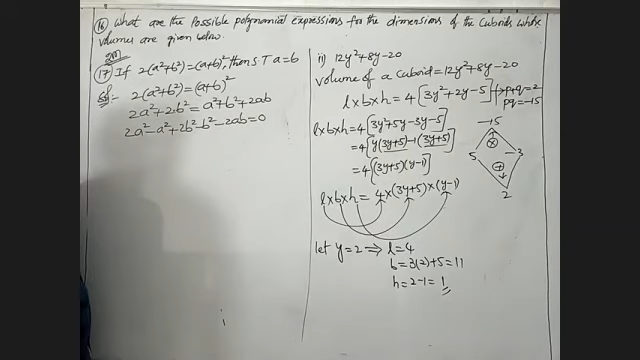 (16) What are the Possible polynomial expressions for the dimensions of the Cuboids whose
volumes are given below.
(17) If 2(a²+b²)=(a+b)², then S T a=b
Sol:- 2(a²+b²)=(a+b)²
2a²+2b²=a²+b²+2ab
2a²-a²+2b²-b²-2ab=0
ii) 12y²+8y-20
Volume of a cuboid=12y²+8y-20
l×b×h=4[3y²+2y-5]→p+q=2
pq=-15
l×b×h=4[3y²+5y-3y-5]
=4[y(3y+5)-1(3y+5)]
=4[(3y+5)(y-1)]
l×b×h=4×(3y+5)×(y-1)
-15
×
5 -3
+
2
let y=2⟹l=4
b=3(2)+5=11
h=2-1=1